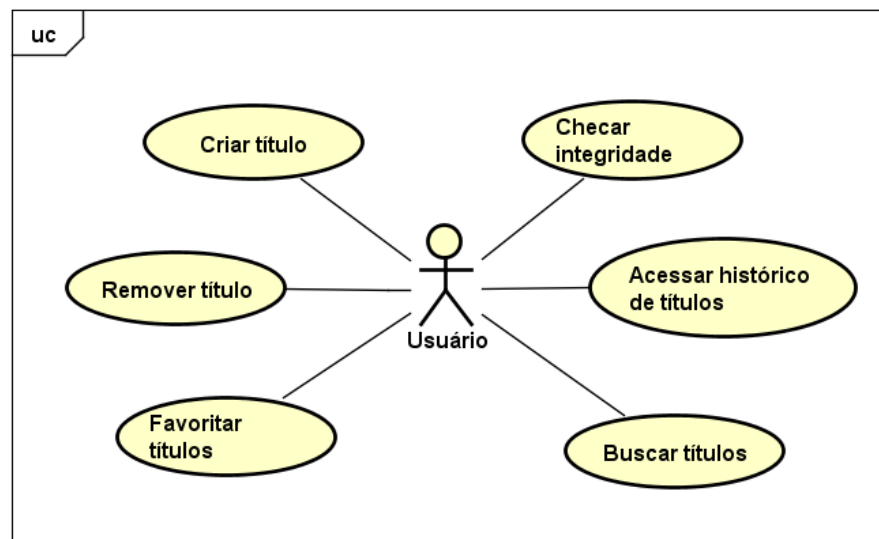 uc
Criar título
Checar
integridade
Remover título
Acessar histórico
de títulos
Usuário
Favoritar
títulos
Buscar títulos